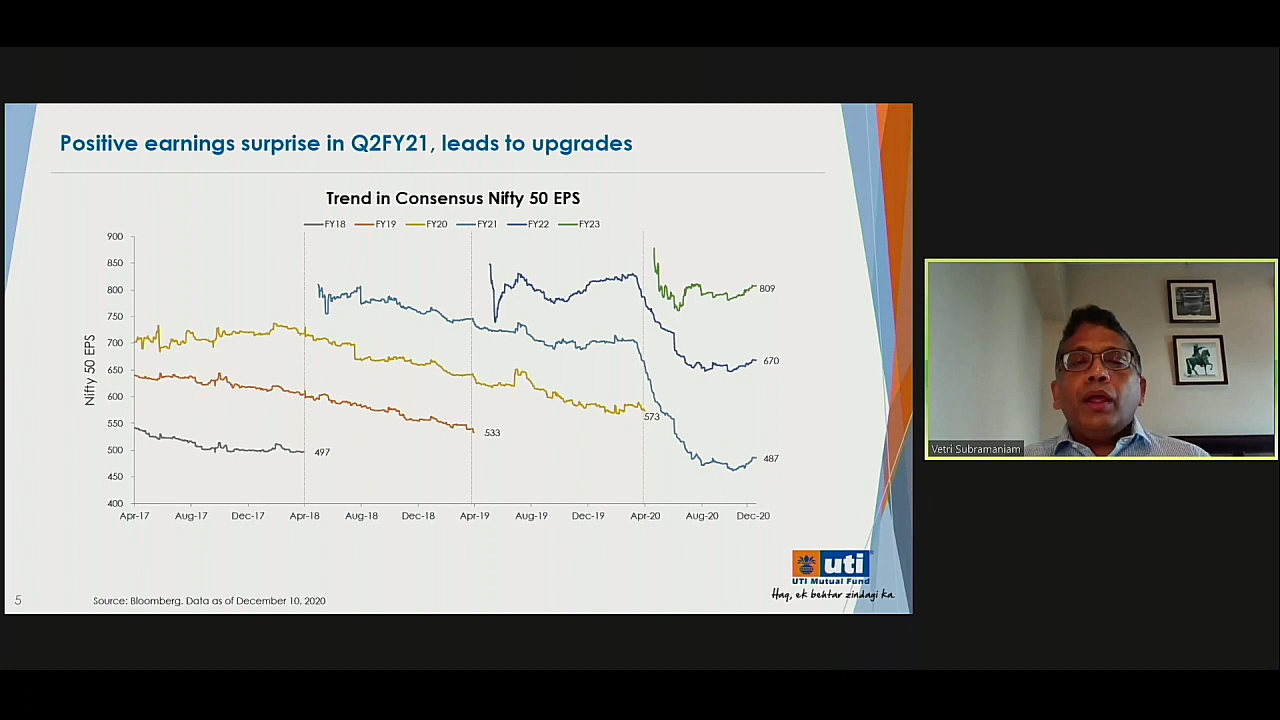 Positive earnings surprise in Q2FY21, leads to upgrades
Trend in Consensus Nifty 50 EPS
FY18 FY19 FY20 FY21 FY22 FY23
Nifty 50 EPS
900
850
800
750
700
650
600
550
500
450
400
809
670
573
533
497
487
Apr-17 Aug-17 Dec-17 Apr-18 Aug-18 Dec-18 Apr-19 Aug-19 Dec-19 Apr-20 Aug-20 Dec-20
uti
UTI Mutual Fund
Haq, ek behtar zindagi ka
5
Source: Bloomberg. Data as of December 10, 2020
Vetri Subramaniam